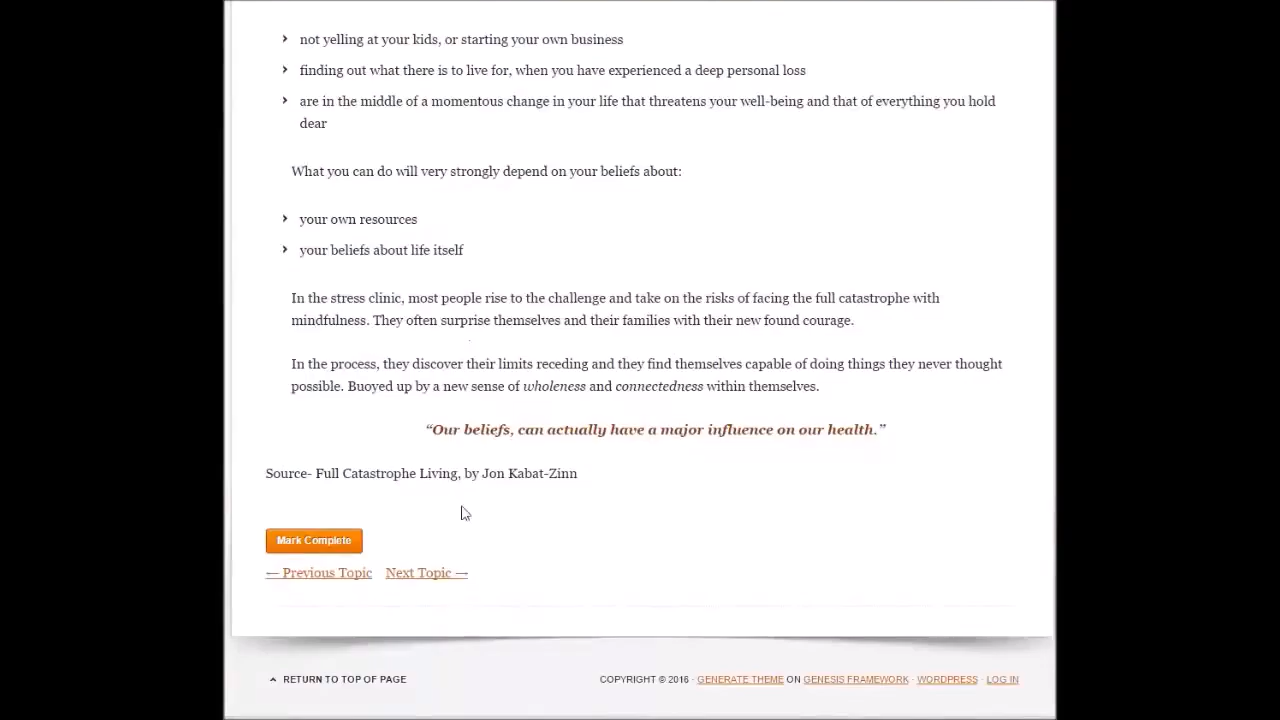 not yelling at your kids, or starting your own business
finding out what there is to live for, when you have experienced a deep personal loss
are in the middle of a momentous change in your life that threatens your well-being and that of everything you hold
dear
What you can do will very strongly depend on your beliefs about:
your own resources
your beliefs about life itself
In the stress clinic, most people rise to the challenge and take on the risks of facing the full catastrophe with
mindfulness. They often surprise themselves and their families with their new found courage.
In the process, they discover their limits receding and they find themselves capable of doing things they never thought
possible. Buoyed up by a new sense of wholeness and connectedness within themselves.
“Our beliefs, can actually have a major influence on our health.”
Source- Full Catastrophe Living, by Jon Kabat-Zinn
Mark Complete
← Previous Topic Next Topic →
RETURN TO TOP OF PAGE COPYRIGHT © 2016 · GENERATE THEME ON GENESIS FRAMEWORK · WORDPRESS · LOG IN